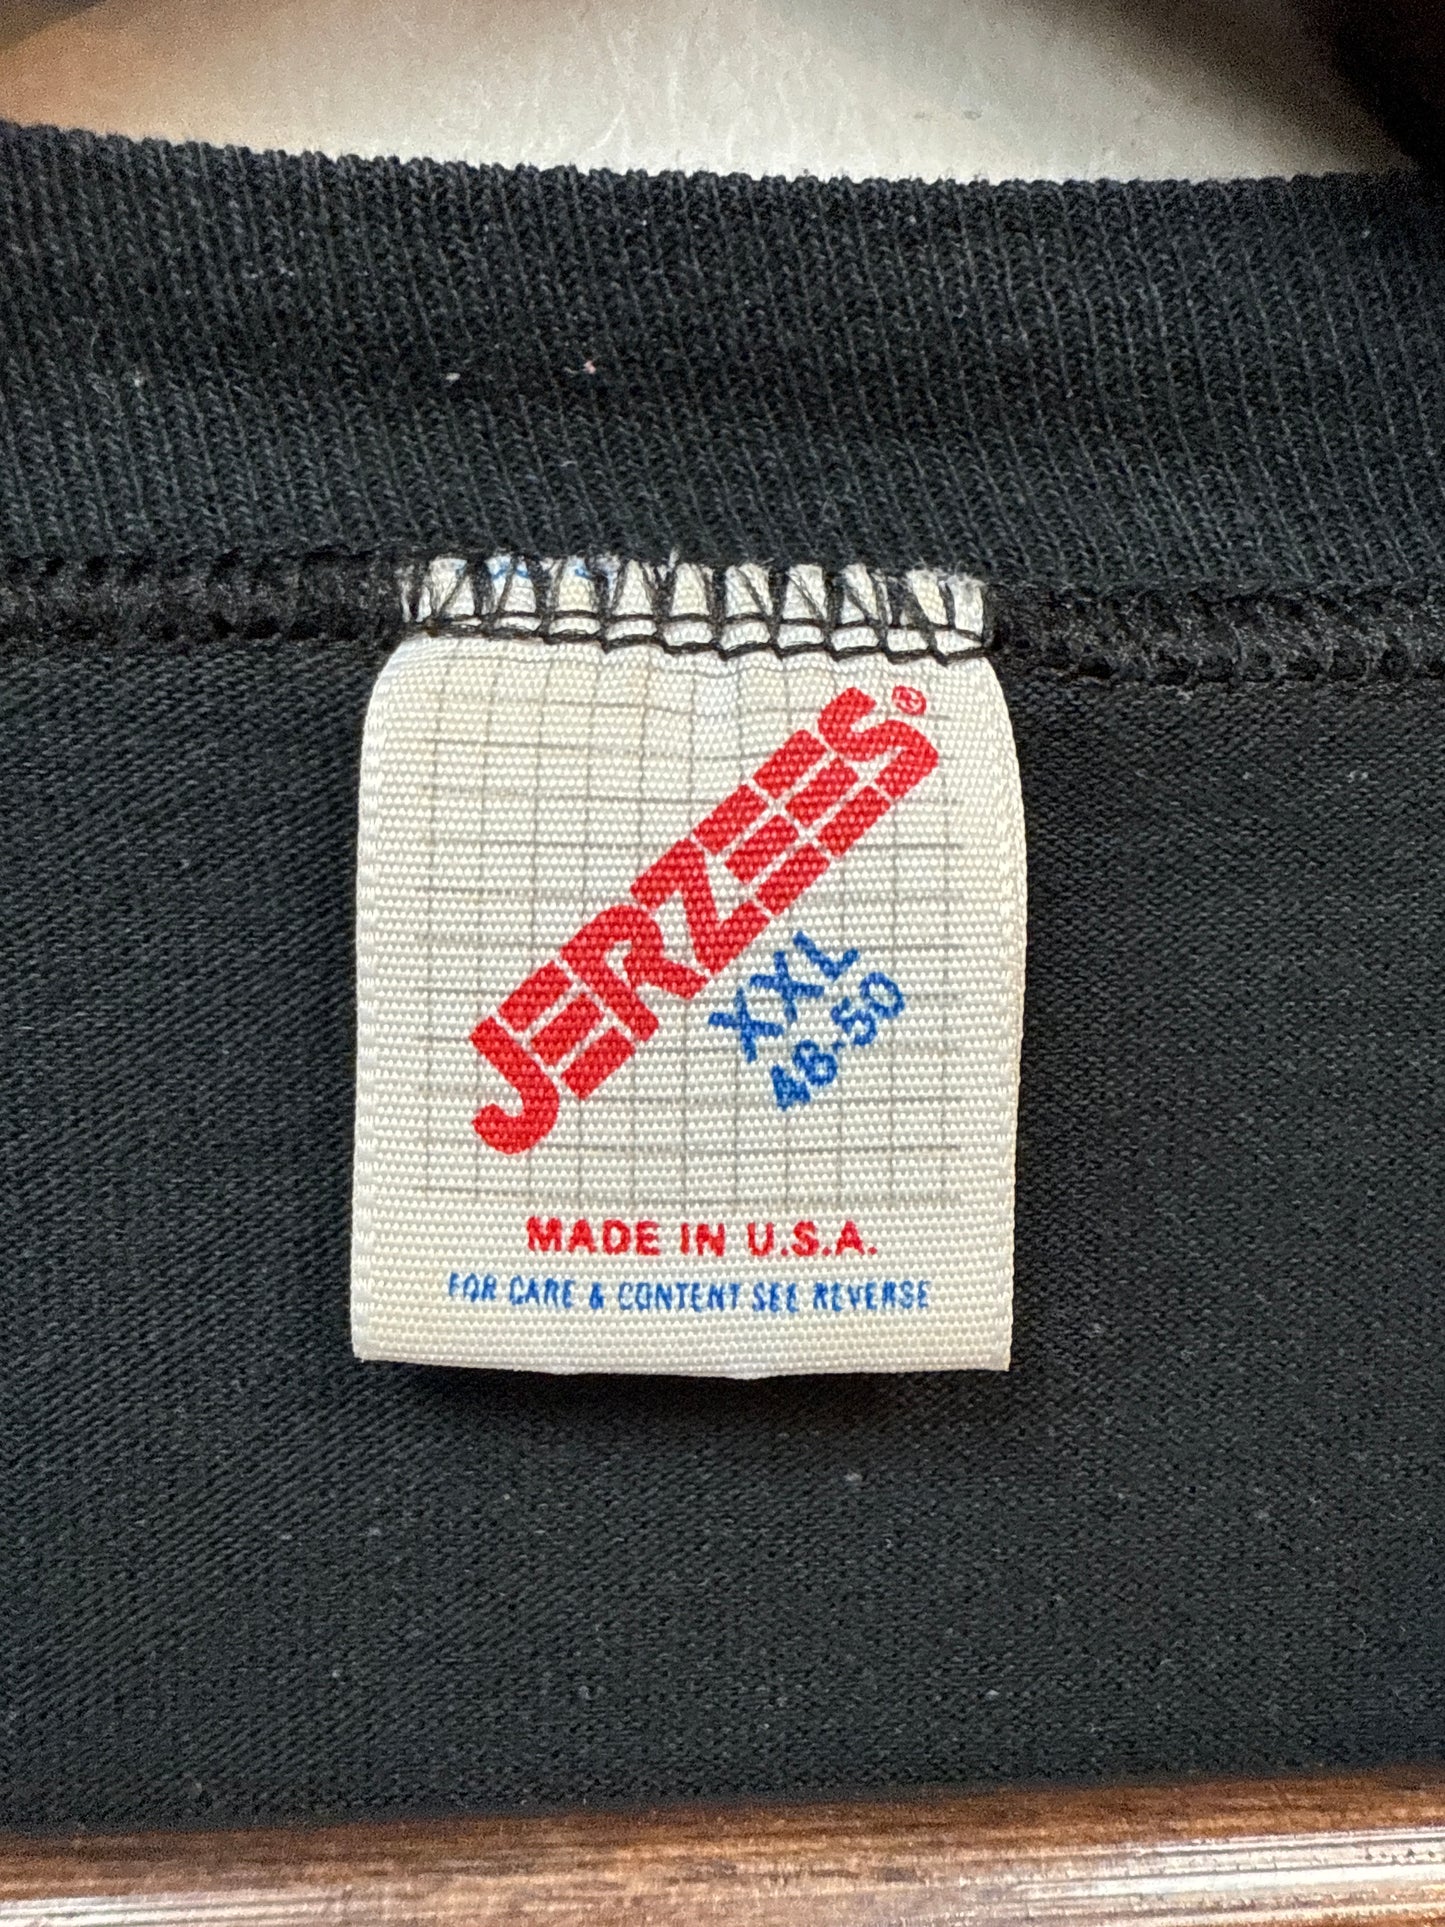 JERZEES®
XXL
48-50
MADE IN U.S.A.
FOR CARE & CONTENT SEE REVERSE